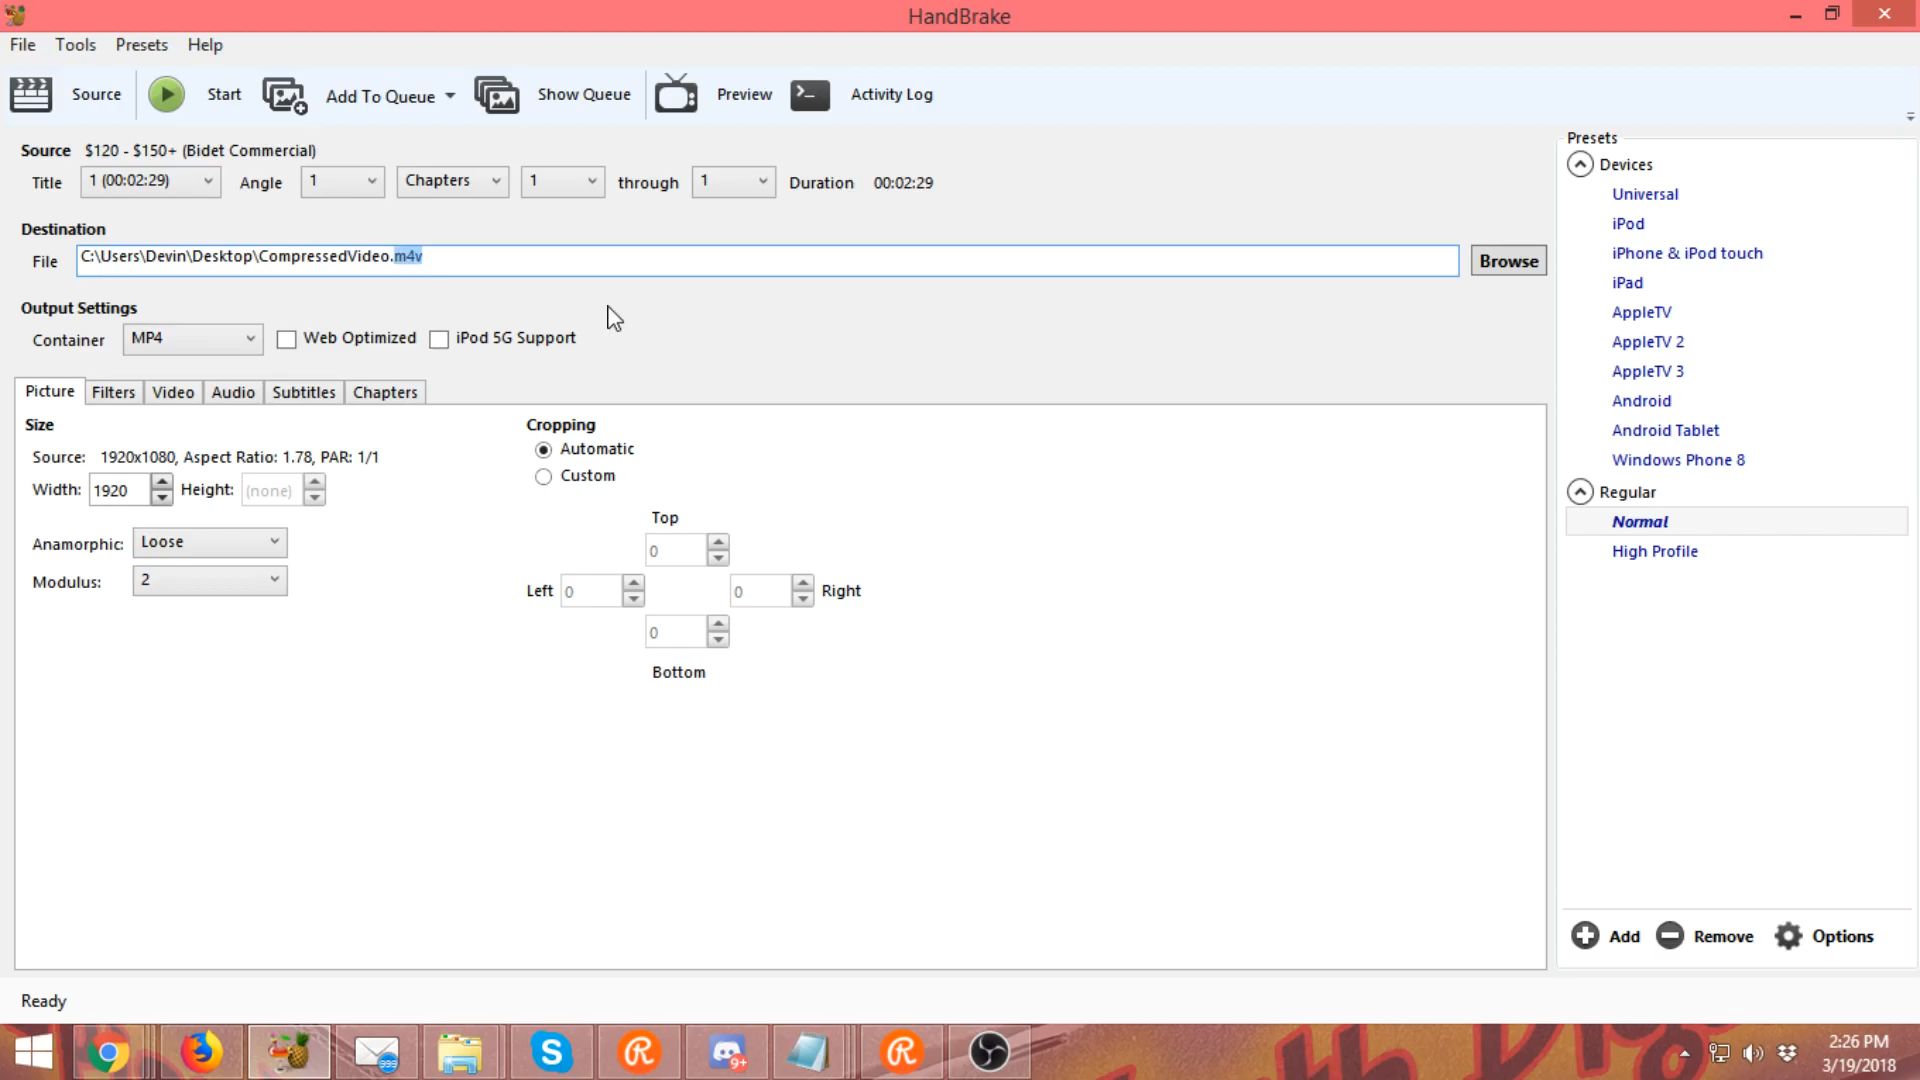 HandBrake
File Tools Presets Help
Source Start Add To Queue Show Queue Preview Activity Log
Source $120 - $150+ (Bidet Commercial)
Title 1 (00:02:29) Angle 1 Chapters 1 through 1 Duration 00:02:29
Destination
File C:\Users\Devin\Desktop\CompressedVideo.m4v Browse
Output Settings
Container MP4 Web Optimized iPod 5G Support
Picture Filters Video Audio Subtitles Chapters
Size
Source: 1920x1080, Aspect Ratio: 1.78, PAR: 1/1
Width: 1920 Height: (none)
Anamorphic: Loose
Modulus: 2
Cropping
Automatic
Custom
Top
0
Left 0 0 Right
0
Bottom
Presets
Devices
Universal
iPod
iPhone & iPod touch
iPad
AppleTV
AppleTV 2
AppleTV 3
Android
Android Tablet
Windows Phone 8
Regular
Normal
High Profile
Add Remove Options
Ready
2:26 PM
3/19/2018